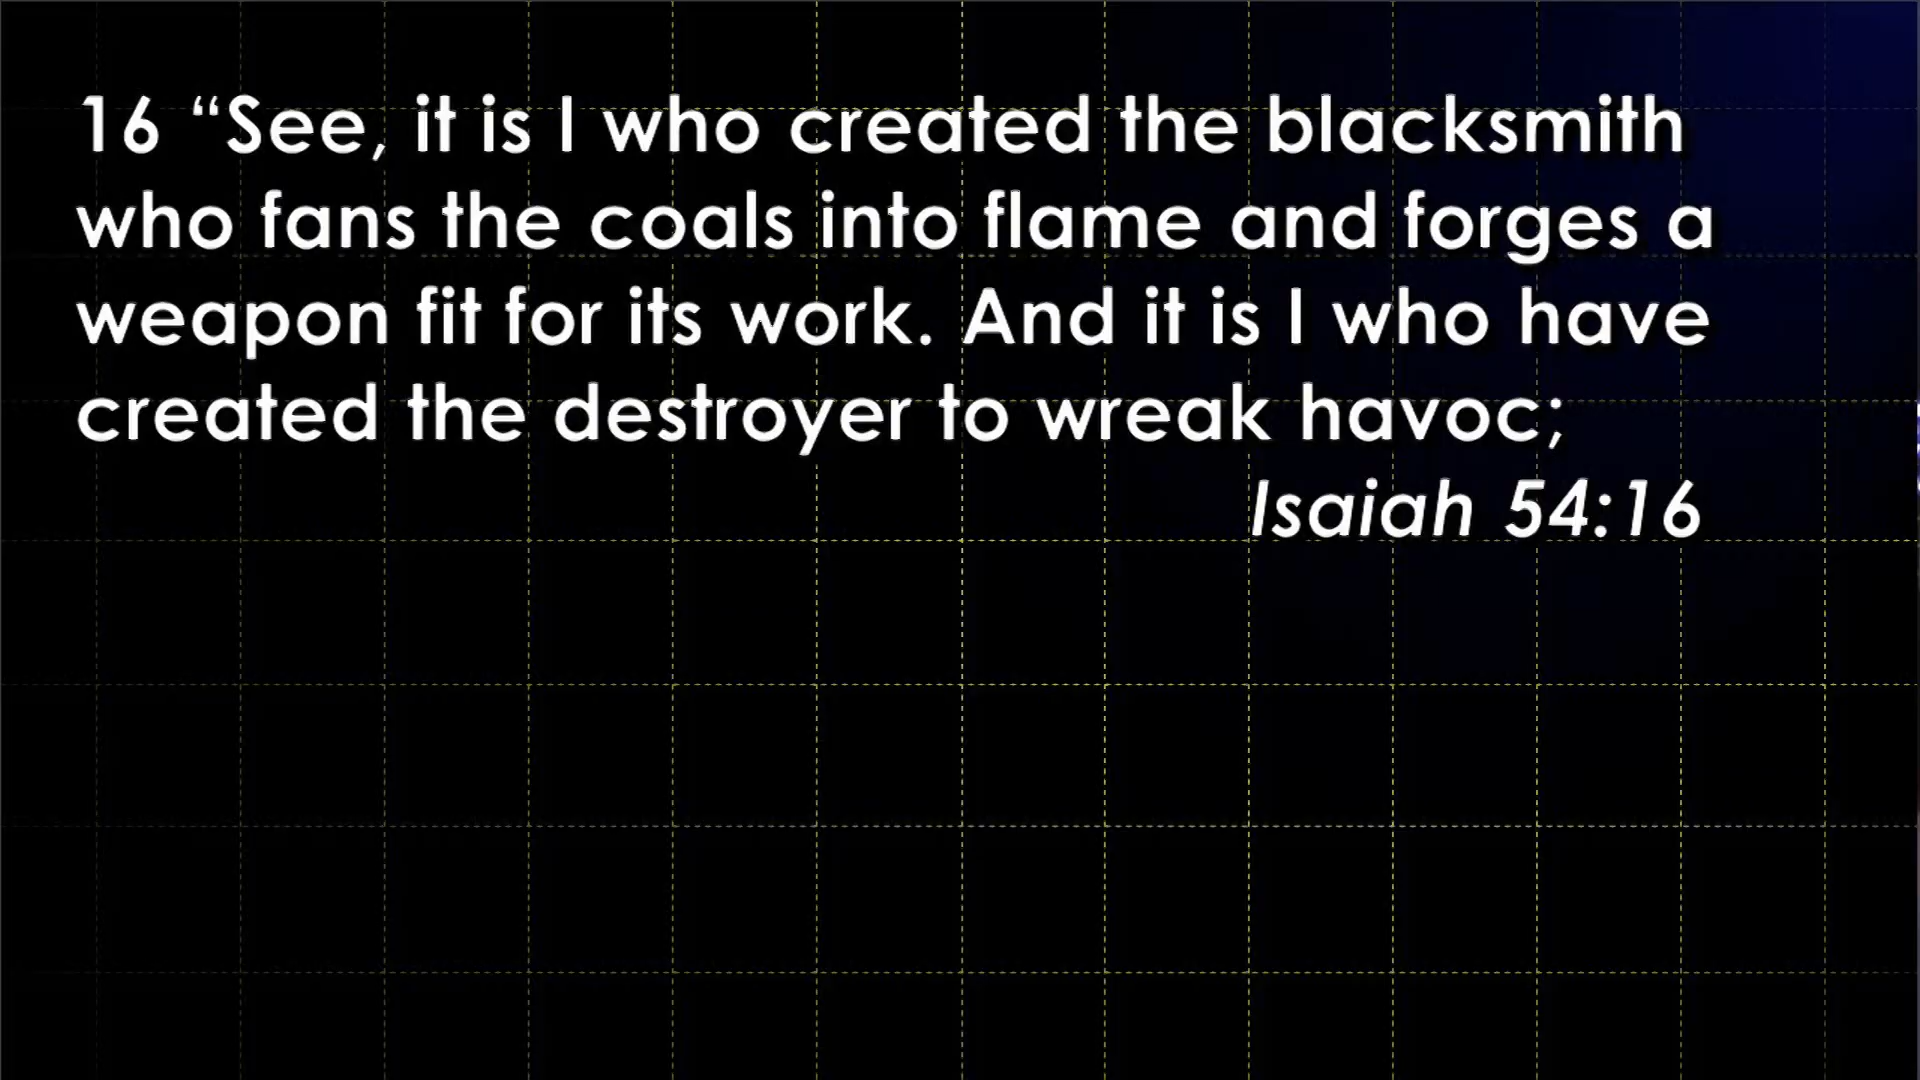 16 “See, it is I who created the blacksmith
who fans the coals into flame and forges a
weapon fit for its work. And it is I who have
created the destroyer to wreak havoc;
Isaiah 54:16